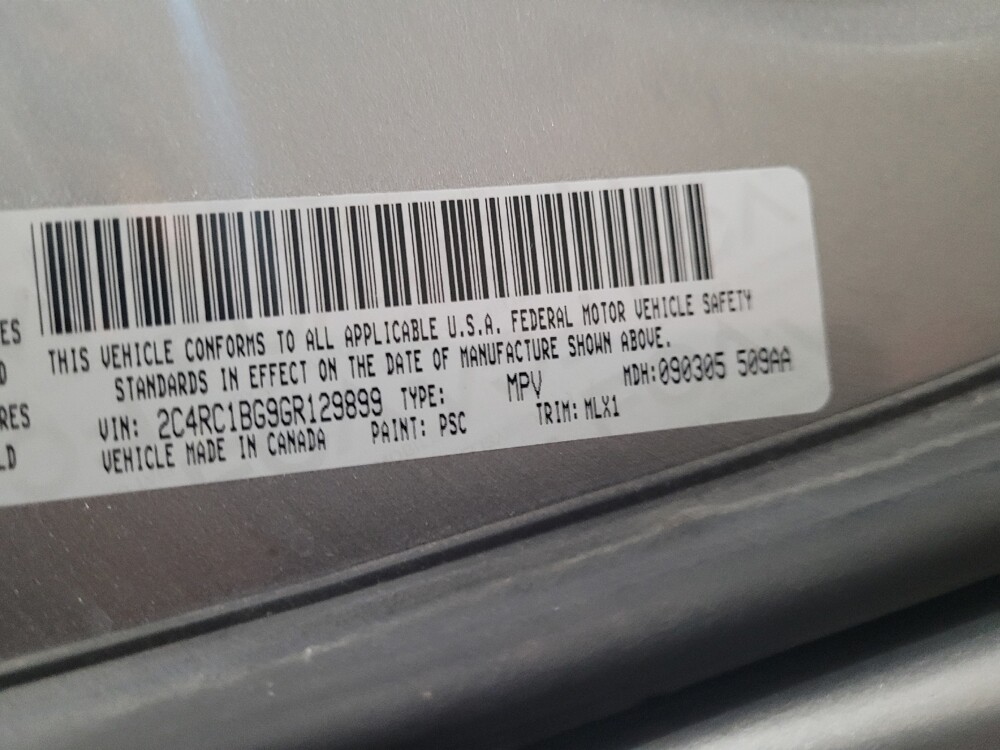 ES
THIS VEHICLE CONFORMS TO ALL APPLICABLE U.S.A. FEDERAL MOTOR VEHICLE SAFETY
D
STANDARDS IN EFFECT ON THE DATE OF MANUFACTURE SHOWN ABOVE.
RES
VIN: 2C4RC1BG9GR129899 TYPE: MPV MDH:090305 509AA
LD
VEHICLE MADE IN CANADA PAINT: PSC TRIM: MLX1